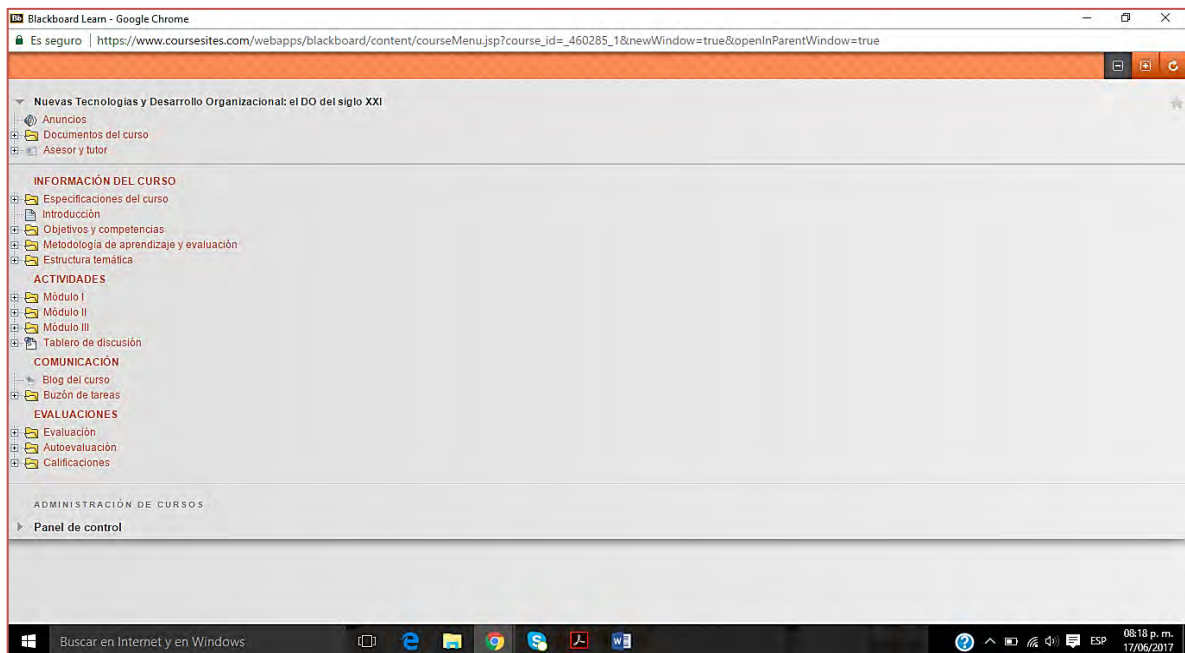 Bb Blackboard Learn - Google Chrome
Es seguro | https://www.coursesites.com/webapps/blackboard/content/courseMenu.jsp?course_id=_460285_1&newWindow=true&openInParentWindow=true
Nuevas Tecnologías y Desarrollo Organizacional: el DO del siglo XXI
Anuncios
Documentos del curso
Asesor y tutor
INFORMACIÓN DEL CURSO
Especificaciones del curso
Introducción
Objetivos y competencias
Metodología de aprendizaje y evaluación
Estructura temática
ACTIVIDADES
Módulo I
Módulo II
Módulo III
Tablero de discusión
COMUNICACIÓN
Blog del curso
Buzón de tareas
EVALUACIONES
Evaluación
Autoevaluación
Calificaciones
ADMINISTRACIÓN DE CURSOS
Panel de control
Buscar en Internet y en Windows
ESP
08:18 p. m.
17/06/2017